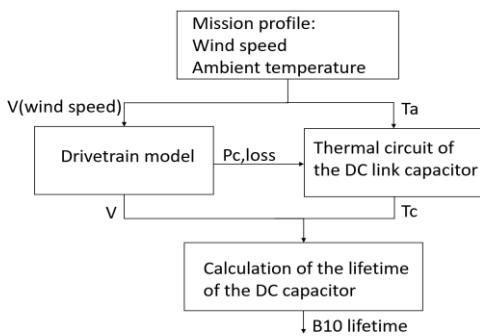 Mission profile:
Wind speed
Ambient temperature
V(wind speed)
Ta
Drivetrain model
Pc,loss
Thermal circuit of
the DC link capacitor
V
Tc
Calculation of the lifetime
of the DC capacitor
B10 lifetime